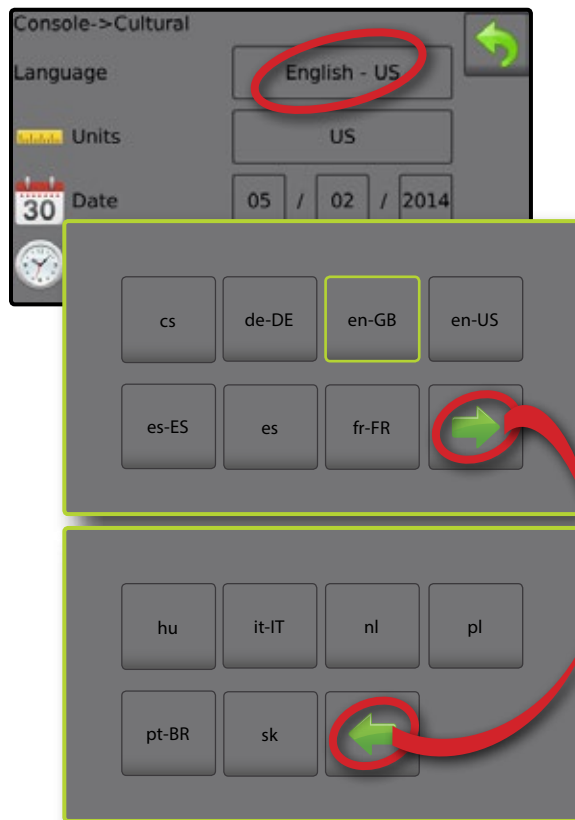 Console->Cultural
Language English - US
Units US
30 Date 05 / 02 / 2014
cs de-DE en-GB en-US
es-ES es fr-FR
hu it-IT nl pl
pt-BR sk